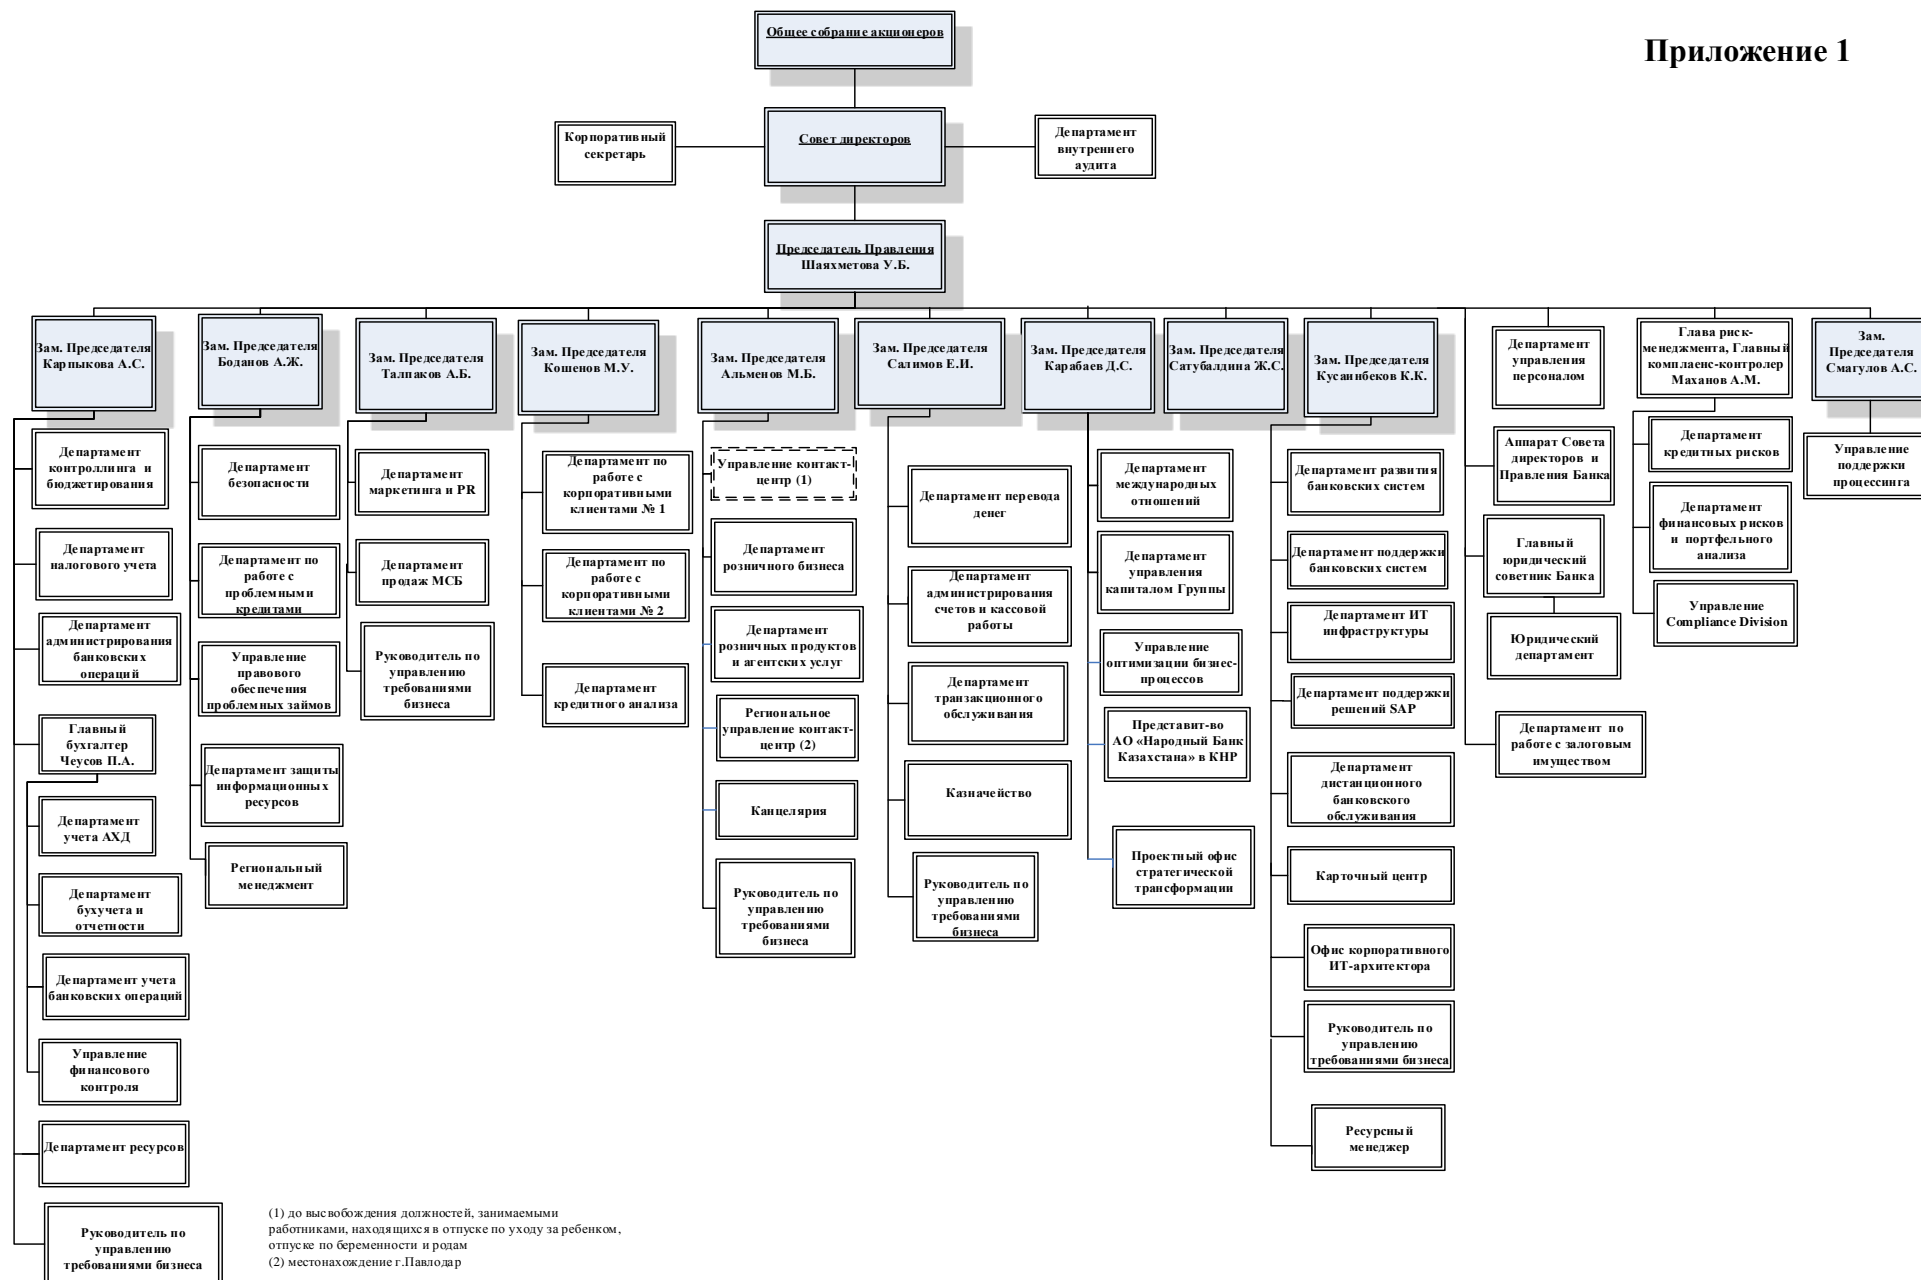 Приложение 1
Общее собрание акционеров
Корпоративный
секретарь
Совет директоров
Департамент
внутреннего
аудита
Председатель Правления
Шаяхметова У.Б.
Зам. Председателя
Карпыкова А.С.
Зам. Председателя
Боданов А.Ж.
Зам. Председателя
Талпаков А.Б.
Зам. Председателя
Кошенов М.У.
Зам. Председателя
Альменов М.Б.
Зам. Председателя
Салимов Е.И.
Зам. Председателя
Карабаев Д.С.
Зам. Председателя
Сатубалдина Ж.С.
Зам. Председателя
Кусаинбеков К.К.
Департамент
управления
персоналом
Глава риск-
менеджмента, Главный
комплаенс-контролер
Маханов А.М.
Зам.
Председателя
Смагулов А.С.
Департамент
контроллинга и
бюджетирования
Департамент
налогового учета
Департамент
администрирования
банковских
операций
Главный
бухгалтер
Чеусов П.А.
Департамент
учета АХД
Департамент
бухучета и
отчетности
Департамент учета
банковских операций
Управление
финансового
контроля
Департамент ресурсов
Руководитель по
управлению
требованиями бизнеса
Департамент
безопасности
Департамент по
работе с
проблемными
кредитами
Управление
правового
обеспечения
проблемных займов
Департамент защиты
информационных
ресурсов
Региональный
менеджмент
Департамент
маркетинга и PR
Департамент
продаж МСБ
Руководитель по
управлению
требованиями
бизнеса
Департамент по
работе с
корпоративными
клиентами № 1
Департамент по
работе с
корпоративными
клиентами № 2
Департамент
кредитного анализа
Управление контакт-
центр (1)
Департамент
розничного бизнеса
Департамент
розничных продуктов
и агентских услуг
Региональное
управление контакт-
центр (2)
Канцелярия
Руководитель по
управлению
требованиями
бизнеса
Департамент перевода
денег
Департамент
администрирования
счетов и кассовой
работы
Департамент
транзакционного
обслуживания
Казначейство
Руководитель по
управлению
требованиями
бизнеса
Департамент
международных
отношений
Департамент
управления
капиталом Группы
Управление
оптимизации бизнес-
процессов
Представит-во
АО «Народный Банк
Казахстана» в КНР
Проектный офис
стратегической
трансформации
Департамент развития
банковских систем
Департамент поддержки
банковских систем
Департамент ИТ
инфраструктуры
Департамент поддержки
решений SAP
Департамент
дистанционного
банковского
обслуживания
Карточный центр
Офис корпоративного
ИТ-архитектора
Руководитель по
управлению
требованиями бизнеса
Ресурсный
менеджер
Аппарат Совета
директоров и
Правления Банка
Главный
юридический
советник Банка
Юридический
департамент
Департамент по
работе с залоговым
имуществом
Департамент
кредитных рисков
Департамент
финансовых рисков
и портфельного
анализа
Управление
Compliance Division
Управление
поддержки
процессинга
(1) до высвобождения должностей, занимаемыми
работниками, находящихся в отпуске по уходу за ребенком,
отпуске по беременности и родам
(2) местонахождение г.Павлодар